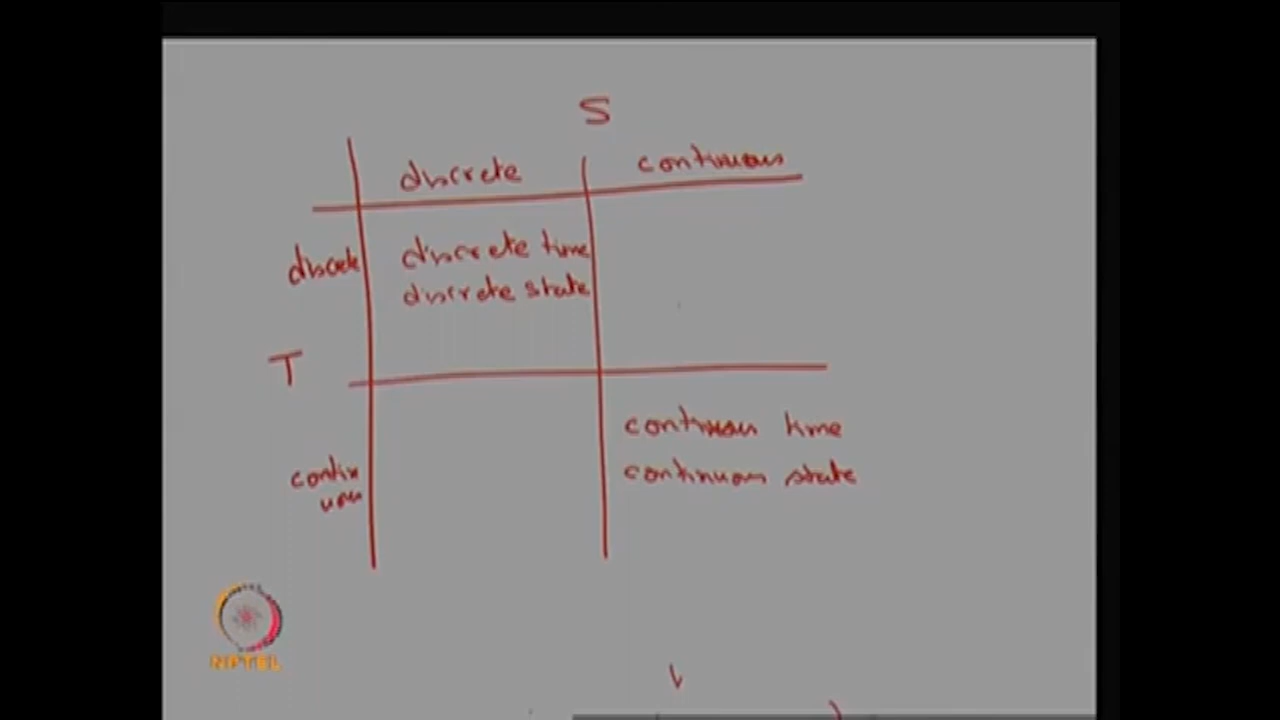 S
discrete continuous
discrete discrete time
discrete state
T
continuous time
continuous state
contin
uous
NPTEL